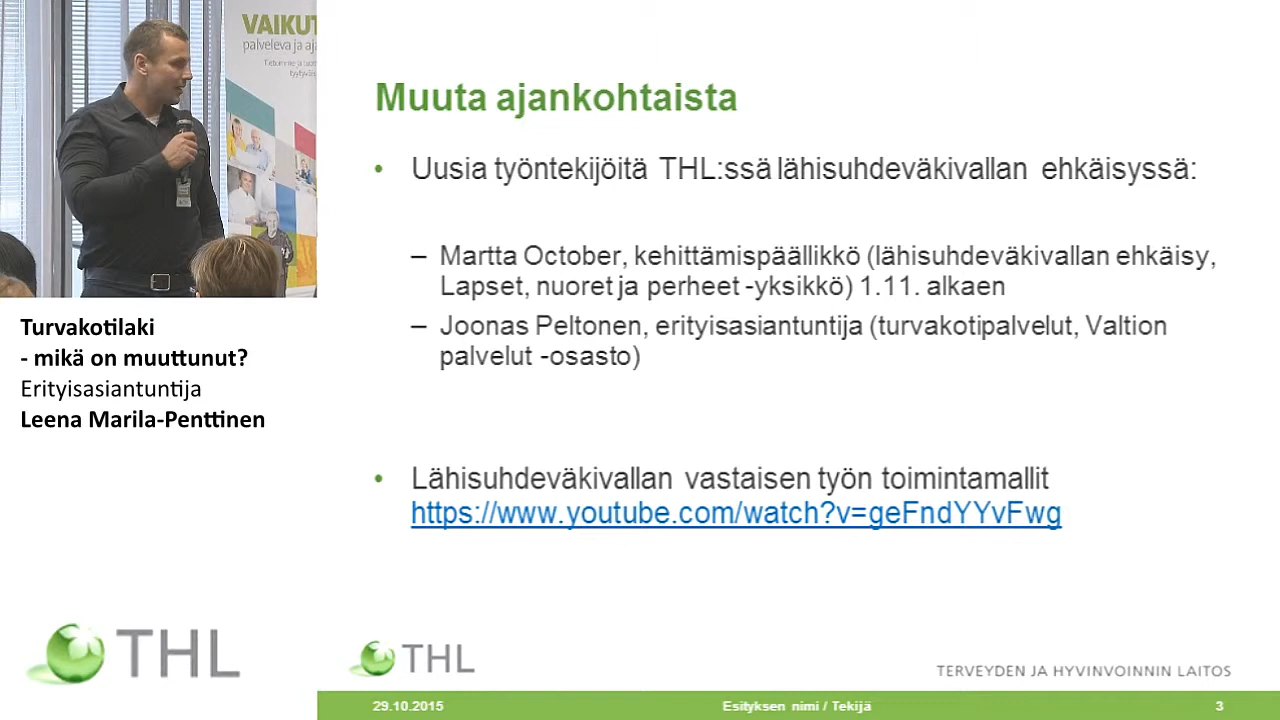 VAIKUT
palveleva ja aja
Turvakotilaki
- mikä on muuttunut?
Erityisasiantuntija
Leena Marila-Penttinen
THL
Muuta ajankohtaista
• Uusia työntekijöitä THL:ssä lähisuhdeväkivallan ehkäisyssä:
– Martta October, kehittämispäällikkö (lähisuhdeväkivallan ehkäisy,
Lapset, nuoret ja perheet -yksikkö) 1.11. alkaen
– Joonas Peltonen, erityisasiantuntija (turvakotipalvelut, Valtion
palvelut -osasto)
• Lähisuhdeväkivallan vastaisen työn toimintamallit
https://www.youtube.com/watch?v=geFndYYvFwg
THL
TERVEYDEN JA HYVINVOINNIN LAITOS
29.10.2015 Esityksen nimi / Tekijä 3